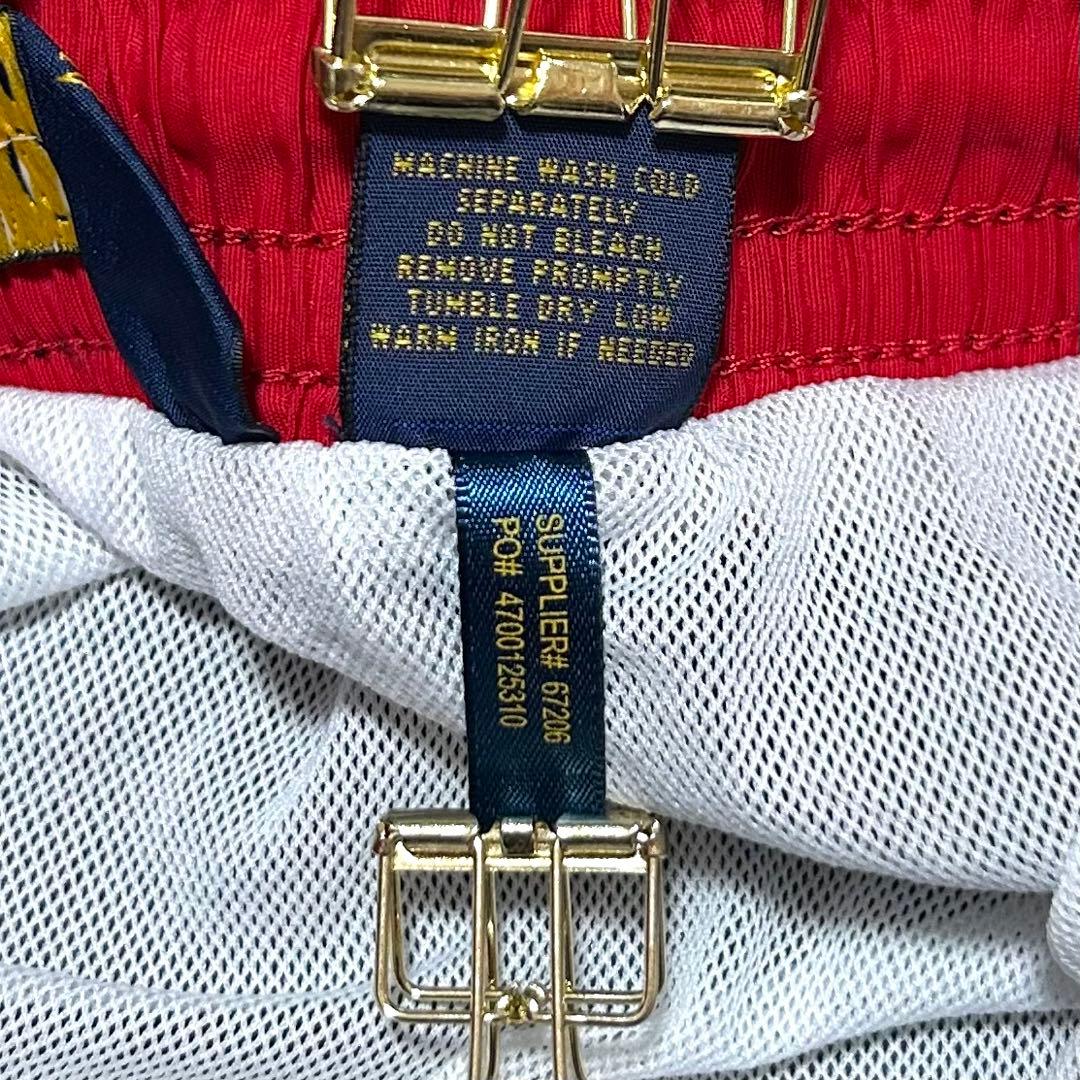 MACHINE WASH COLD
SEPARATELY
DO NOT BLEACH
REMOVE PROMPTLY
TUMBLE DRY LOW
WARM IRON IF NEEDED
SUPPLIER# 67206
PO# 4700125310